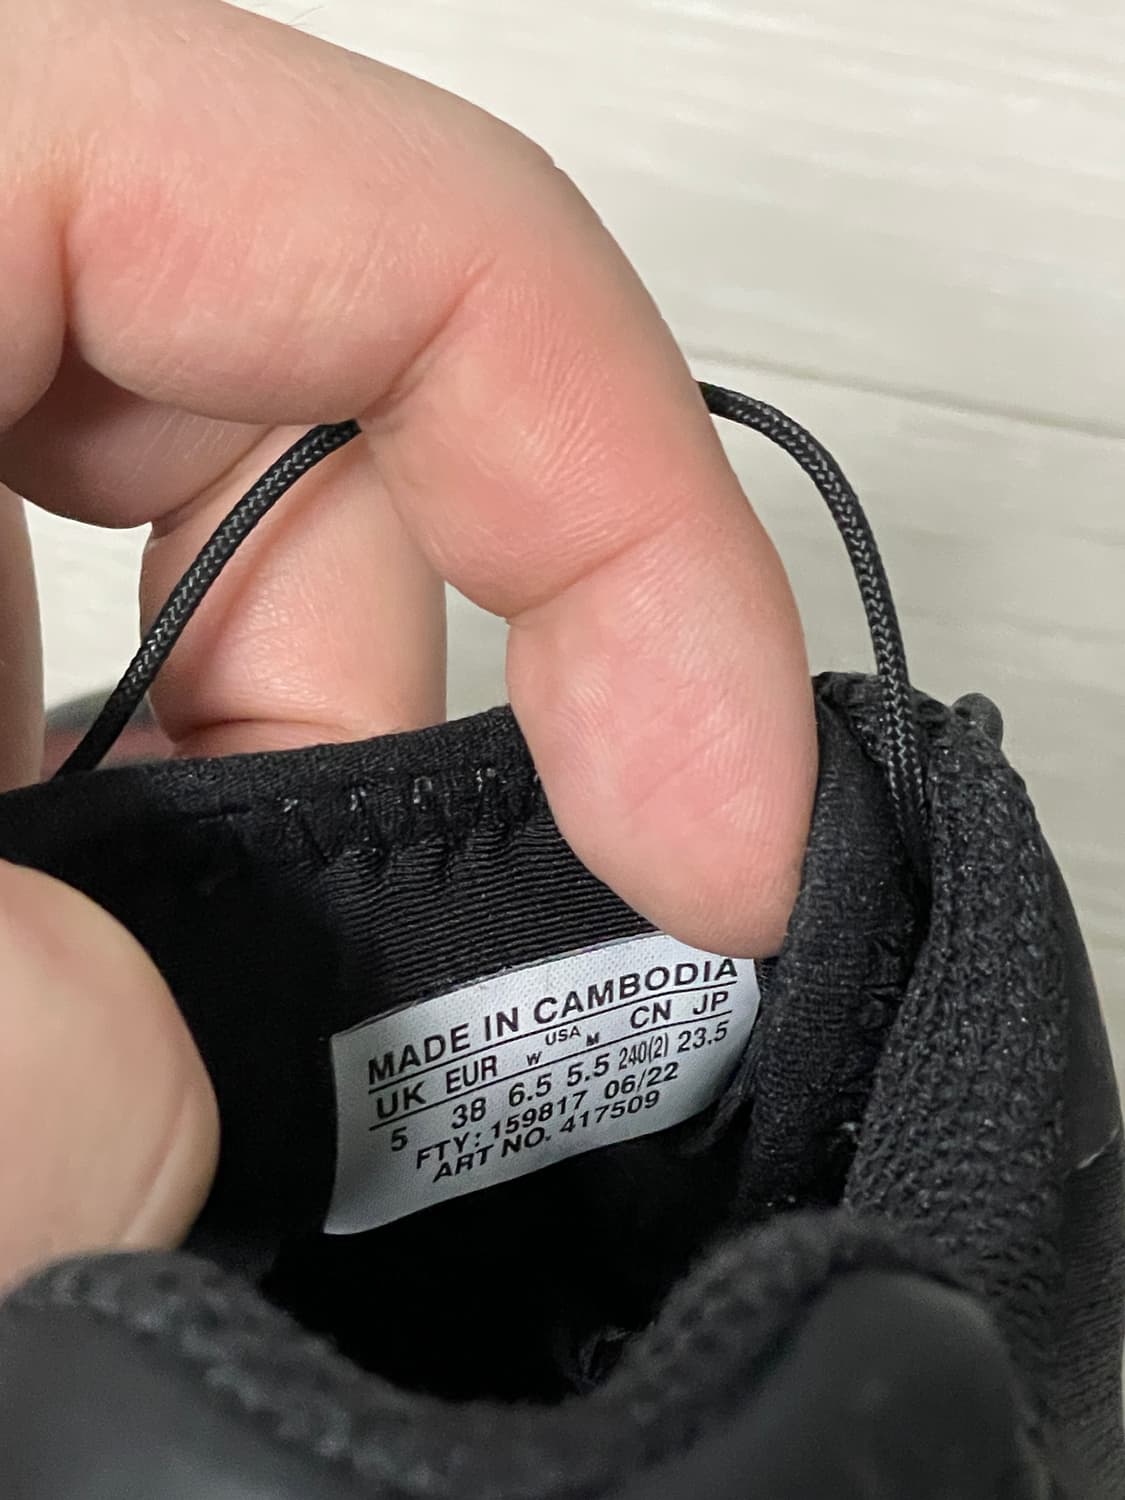 MADE IN CAMBODIA
UK EUR W USA M CN JP
5 38 6.5 5.5 240(2) 23.5
FTY: 159817 06/22
ART NO. 417509